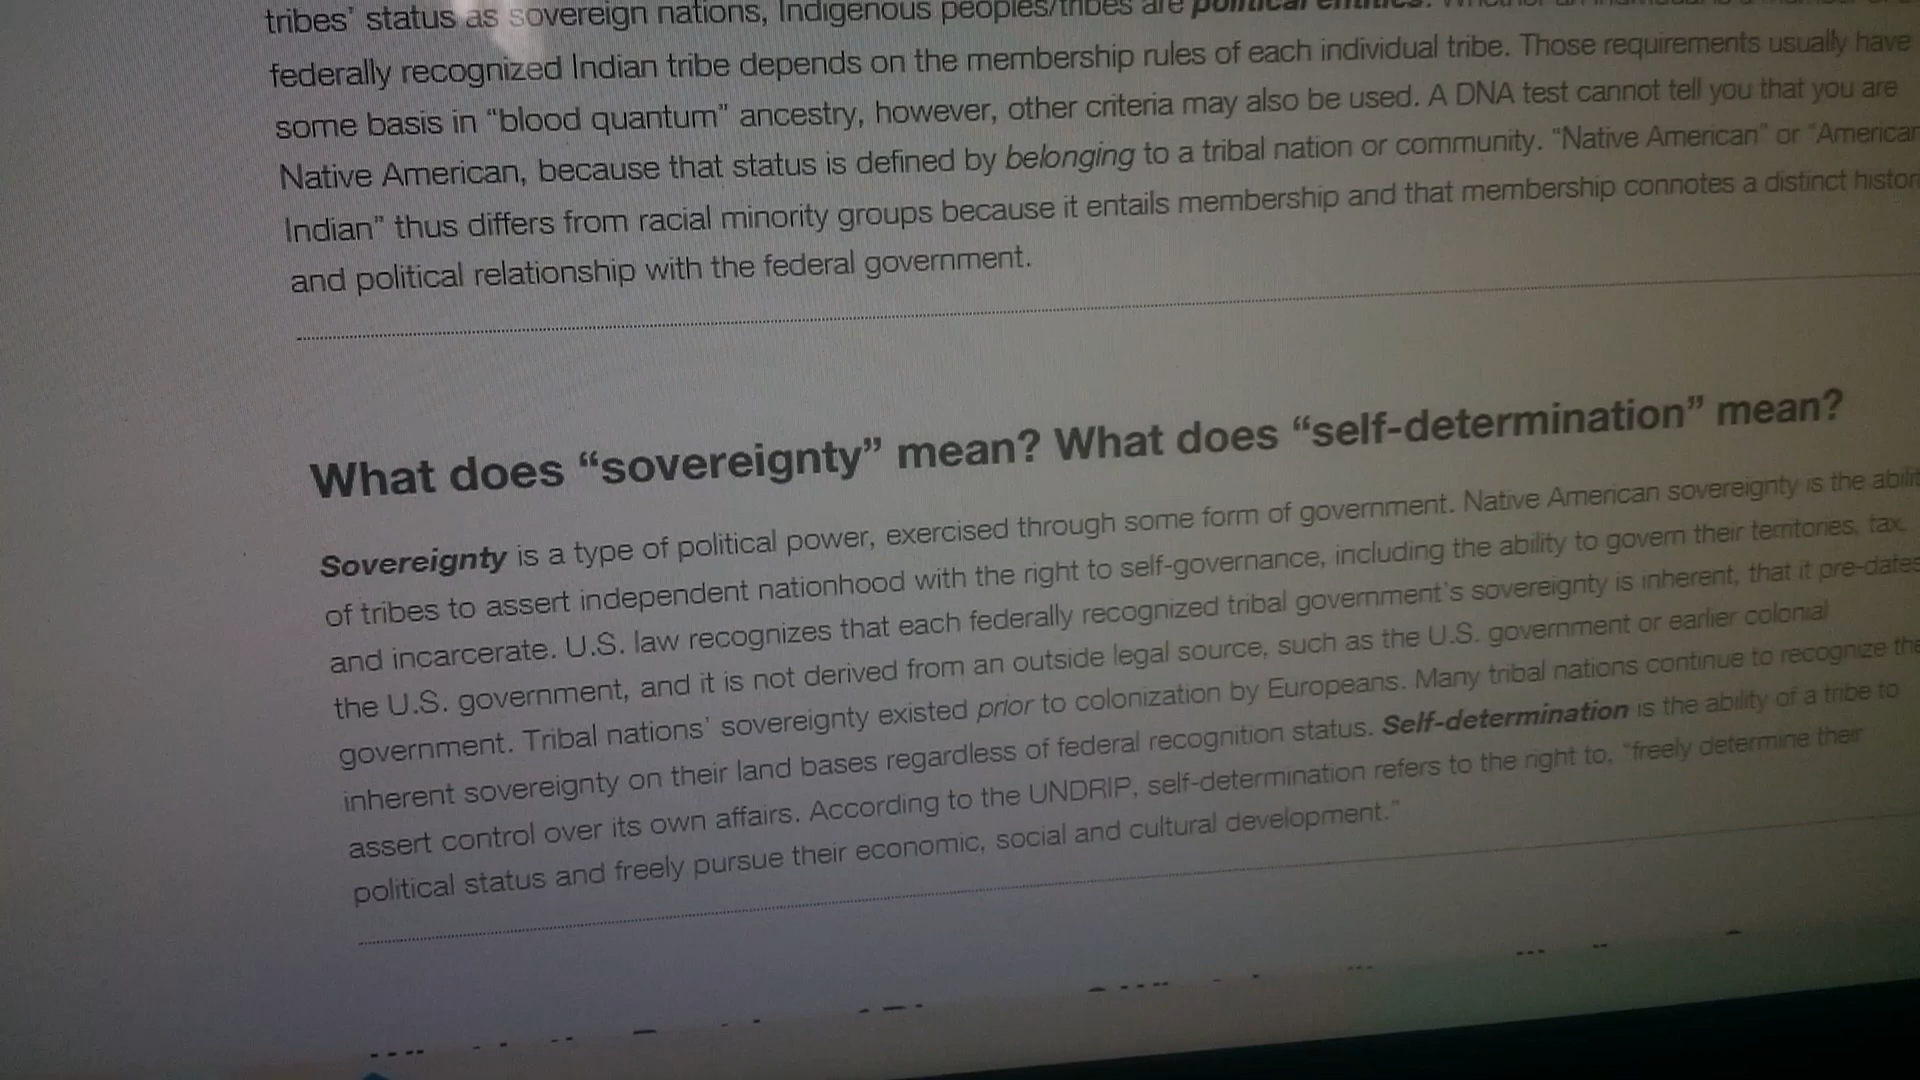 tribes' status as sovereign nations, Indigenous peoples/tribes are political entities.
federally recognized Indian tribe depends on the membership rules of each individual tribe. Those requirements usually have
some basis in “blood quantum” ancestry, however, other criteria may also be used. A DNA test cannot tell you that you are
Native American, because that status is defined by belonging to a tribal nation or community. “Native American” or “American
Indian” thus differs from racial minority groups because it entails membership and that membership connotes a distinct histor
and political relationship with the federal government.
What does “sovereignty” mean? What does “self-determination” mean?
Sovereignty is a type of political power, exercised through some form of government. Native American sovereignty is the abilit
of tribes to assert independent nationhood with the right to self-governance, including the ability to govern their territories, tax,
and incarcerate. U.S. law recognizes that each federally recognized tribal government's sovereignty is inherent, that it pre-dates
the U.S. government, and it is not derived from an outside legal source, such as the U.S. government or earlier colonial
government. Tribal nations' sovereignty existed prior to colonization by Europeans. Many tribal nations continue to recognize the
inherent sovereignty on their land bases regardless of federal recognition status. Self-determination is the ability of a tribe to
assert control over its own affairs. According to the UNDRIP, self-determination refers to the right to, “freely determine their
political status and freely pursue their economic, social and cultural development.”